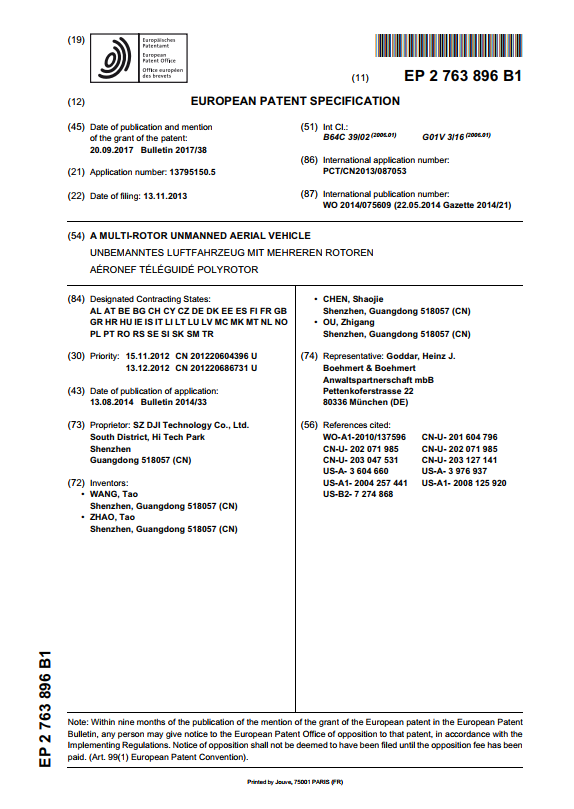 (19)
Europäisches
Patentamt
European
Patent Office
Office européen
des brevets
(11) EP 2 763 896 B1
(12) EUROPEAN PATENT SPECIFICATION
(45) Date of publication and mention
of the grant of the patent:
20.09.2017 Bulletin 2017/38
(21) Application number: 13795150.5
(22) Date of filing: 13.11.2013
(51) Int Cl.:
B64C 39/02 (2006.01) G01V 3/16 (2006.01)
(86) International application number:
PCT/CN2013/087053
(87) International publication number:
WO 2014/075609 (22.05.2014 Gazette 2014/21)
(54) A MULTI-ROTOR UNMANNED AERIAL VEHICLE
UNBEMANNTES LUFTFAHRZEUG MIT MEHREREN ROTOREN
AÉRONEF TÉLÉGUIDÉ POLYROTOR
(84) Designated Contracting States:
AL AT BE BG CH CY CZ DE DK EE ES FI FR GB
GR HR HU IE IS IT LI LT LU LV MC MK MT NL NO
PL PT RO RS SE SI SK SM TR
(30) Priority: 15.11.2012 CN 201220604396 U
13.12.2012 CN 201220686731 U
(43) Date of publication of application:
13.08.2014 Bulletin 2014/33
(73) Proprietor: SZ DJI Technology Co., Ltd.
South District, Hi Tech Park
Shenzhen
Guangdong 518057 (CN)
(72) Inventors:
• WANG, Tao
Shenzhen, Guangdong 518057 (CN)
• ZHAO, Tao
Shenzhen, Guangdong 518057 (CN)
• CHEN, Shaojie
Shenzhen, Guangdong 518057 (CN)
• OU, Zhigang
Shenzhen, Guangdong 518057 (CN)
(74) Representative: Goddar, Heinz J.
Boehmert & Boehmert
Anwaltspartnerschaft mbB
Pettenkoferstrasse 22
80336 München (DE)
(56) References cited:
WO-A1-2010/137596 CN-U- 201 604 796
CN-U- 202 071 985 CN-U- 202 071 985
CN-U- 203 047 531 CN-U- 203 127 141
US-A- 3 604 660 US-A- 3 976 937
US-A1- 2004 257 441 US-A1- 2008 125 920
US-B2- 7 274 868
EP 2 763 896 B1
Note: Within nine months of the publication of the mention of the grant of the European patent in the European Patent
Bulletin, any person may give notice to the European Patent Office of opposition to that patent, in accordance with the
Implementing Regulations. Notice of opposition shall not be deemed to have been filed until the opposition fee has been
paid. (Art. 99(1) European Patent Convention).
Printed by Jouve, 75001 PARIS (FR)